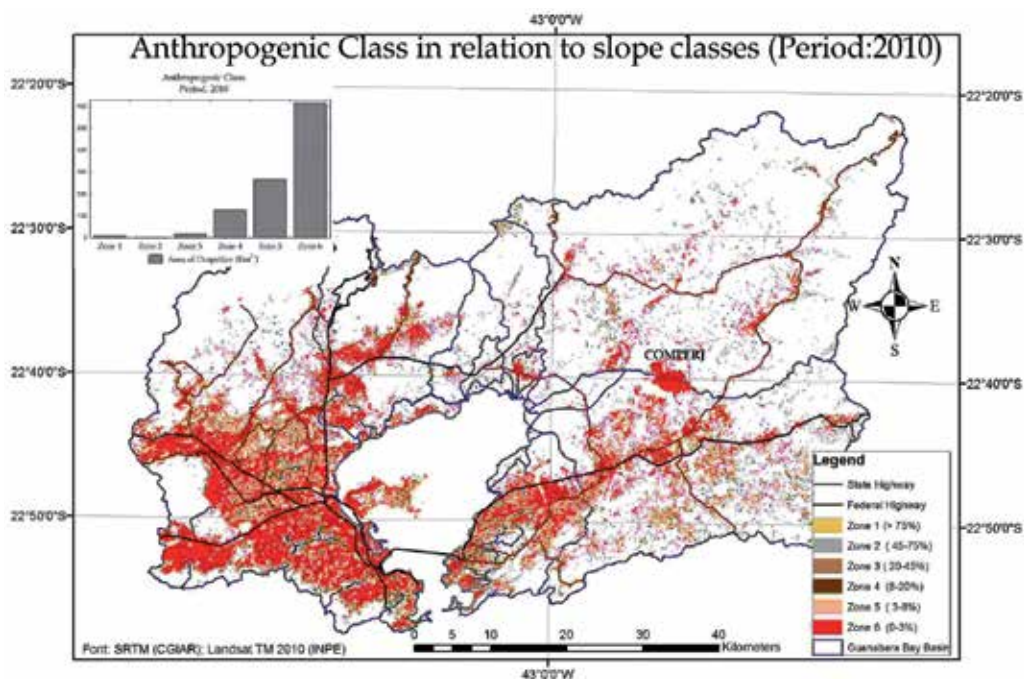 43°0'0"W
Anthropogenic Class in relation to slope classes (Period:2010)
Anthropogenic Class
Period: 2010
22°20'0"S
22°20'0"S
Zone 1 Zone 2 Zone 3 Zone 4 Zone 5 Zone 6
Area of Occupation (Km²)
22°30'0"S
22°30'0"S
N
W E
S
COMPERJ
22°40'0"S
22°40'0"S
22°50'0"S
22°50'0"S
Legend
State Highway
Federal Highway
Zone 1 (> 75%)
Zone 2 ( 45-75%)
Zone 3 ( 20-45%)
Zone 4 (8-20%)
Zone 5 ( 3-8%)
Zone 6 (0-3%)
Guanabara Bay Basin
0 5 10 20 30 40
Kilometers
Font: SRTM (CGIAR); Landsat TM 2010 (INPE)
43°0'0"W